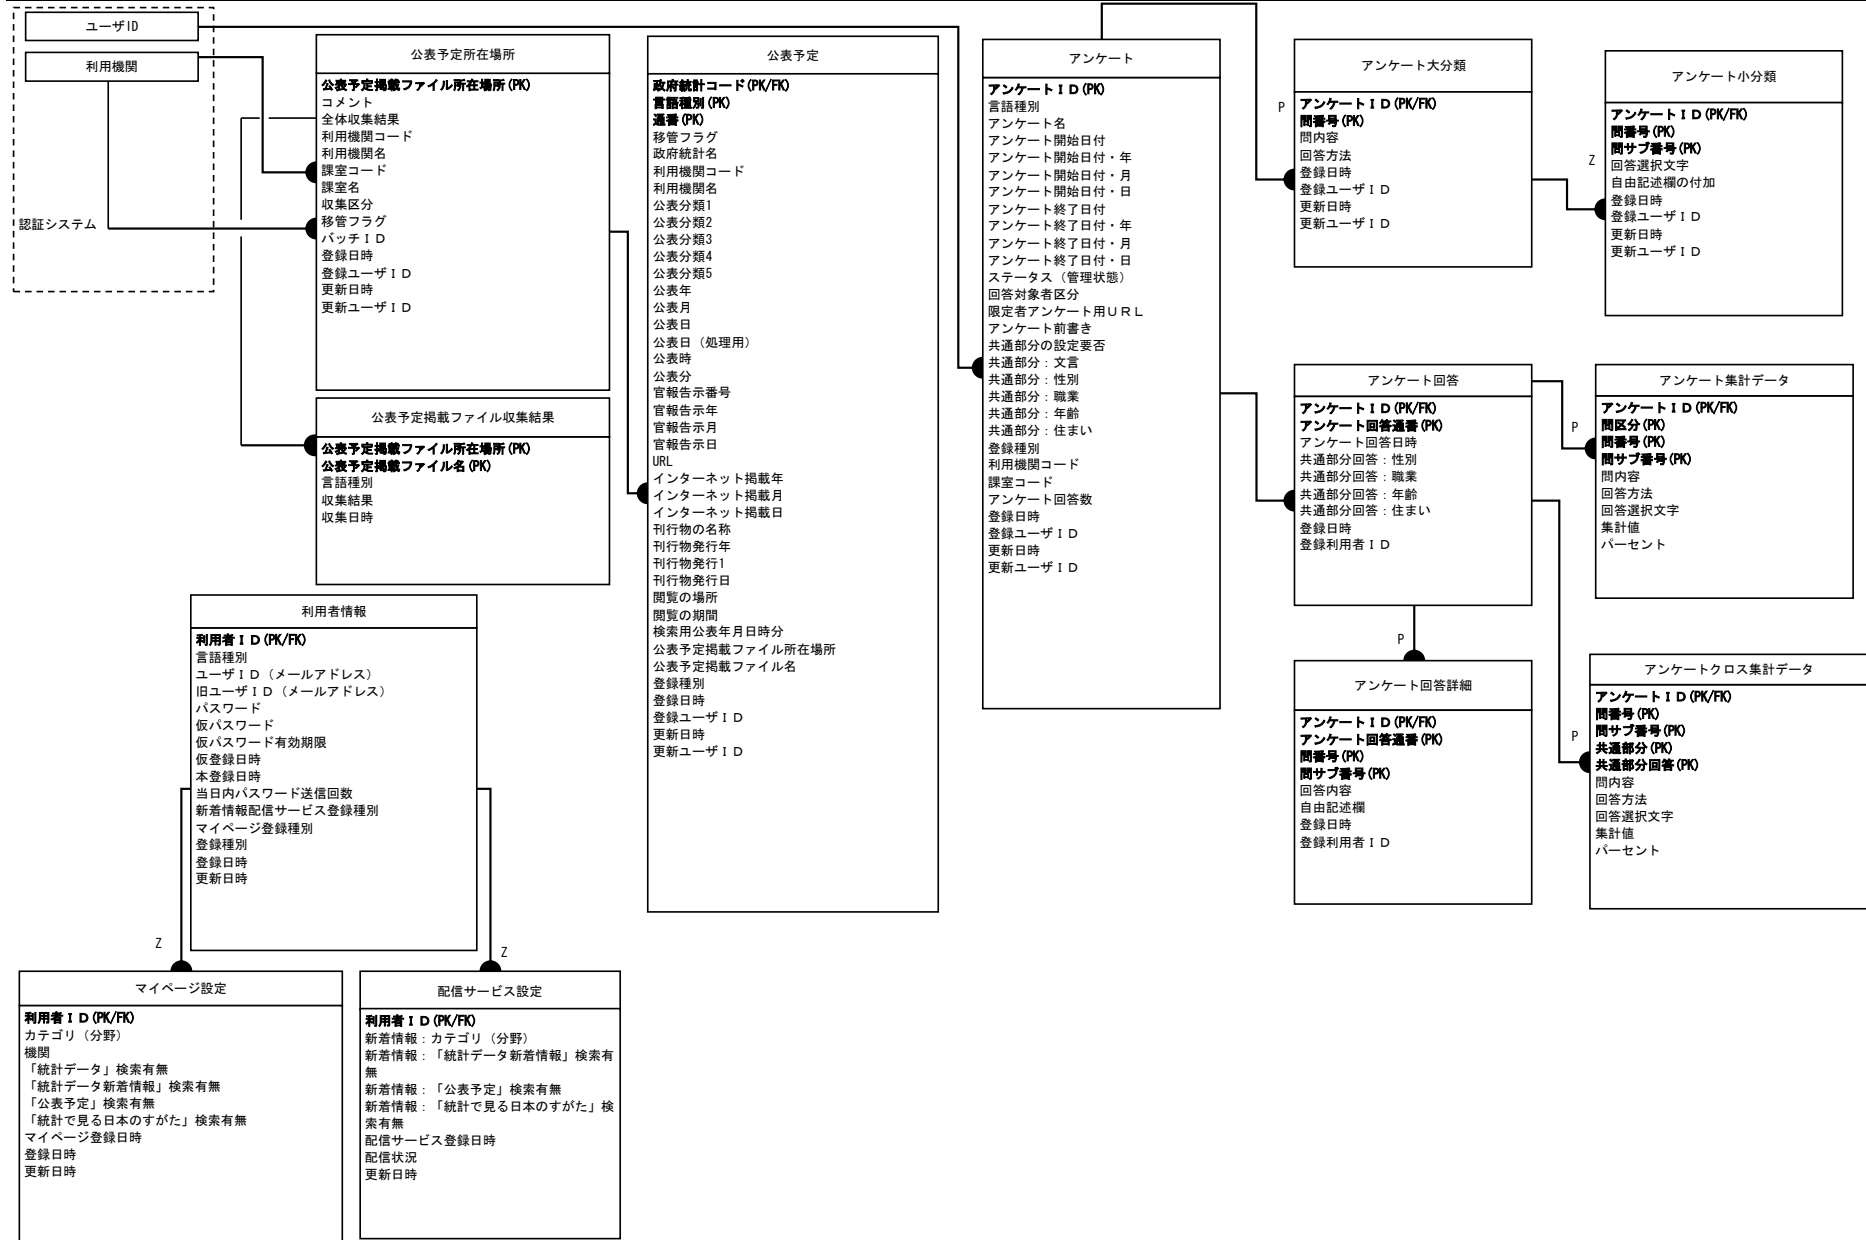 ユーザID
利用機関
認証システム
公表予定所在場所
公表予定掲載ファイル所在場所(PK)
コメント
全体収集結果
利用機関コード
利用機関名
課室コード
課室名
収集区分
移管フラグ
バッチＩＤ
登録日時
登録ユーザＩＤ
更新日時
更新ユーザＩＤ
公表予定掲載ファイル収集結果
公表予定掲載ファイル所在場所(PK)
公表予定掲載ファイル名(PK)
言語種別
収集結果
収集日時
公表予定
政府統計コード(PK/FK)
言語種別(PK)
通番(PK)
移管フラグ
政府統計名
利用機関コード
利用機関名
公表分類1
公表分類2
公表分類3
公表分類4
公表分類5
公表年
公表月
公表日
公表日（処理用）
公表時
公表分
官報告示番号
官報告示年
官報告示月
官報告示日
URL
インターネット掲載年
インターネット掲載月
インターネット掲載日
刊行物の名称
刊行物発行年
刊行物発行1
刊行物発行日
閲覧の場所
閲覧の期間
検索用公表年月日時分
公表予定掲載ファイル所在場所
公表予定掲載ファイル名
登録種別
登録日時
登録ユーザＩＤ
更新日時
更新ユーザＩＤ
アンケート
アンケートＩＤ(PK)
言語種別
アンケート名
アンケート開始日付
アンケート開始日付・年
アンケート開始日付・月
アンケート開始日付・日
アンケート終了日付
アンケート終了日付・年
アンケート終了日付・月
アンケート終了日付・日
ステータス（管理状態）
回答対象者区分
限定者アンケート用ＵＲＬ
アンケート前書き
共通部分の設定要否
共通部分：文言
共通部分：性別
共通部分：職業
共通部分：年齢
共通部分：住まい
登録種別
利用機関コード
課室コード
アンケート回答数
登録日時
登録ユーザＩＤ
更新日時
更新ユーザＩＤ
P
アンケート大分類
アンケートＩＤ(PK/FK)
問番号(PK)
問内容
回答方法
登録日時
登録ユーザＩＤ
更新日時
更新ユーザＩＤ
Z
アンケート小分類
アンケートＩＤ(PK/FK)
問番号(PK)
問サブ番号(PK)
回答選択文字
自由記述欄の付加
登録日時
登録ユーザＩＤ
更新日時
更新ユーザＩＤ
アンケート回答
アンケートＩＤ(PK/FK)
アンケート回答通番(PK)
アンケート回答日時
共通部分回答：性別
共通部分回答：職業
共通部分回答：年齢
共通部分回答：住まい
登録日時
登録利用者ＩＤ
P
アンケート集計データ
アンケートＩＤ(PK/FK)
問区分(PK)
問番号(PK)
問サブ番号(PK)
問内容
回答方法
回答選択文字
集計値
パーセント
P
アンケート回答詳細
アンケートＩＤ(PK/FK)
アンケート回答通番(PK)
問番号(PK)
問サブ番号(PK)
回答内容
自由記述欄
登録日時
登録利用者ＩＤ
P
アンケートクロス集計データ
アンケートＩＤ(PK/FK)
問番号(PK)
問サブ番号(PK)
共通部分(PK)
共通部分回答(PK)
問内容
回答方法
回答選択文字
集計値
パーセント
利用者情報
利用者ＩＤ(PK/FK)
言語種別
ユーザＩＤ（メールアドレス）
旧ユーザＩＤ（メールアドレス）
パスワード
仮パスワード
仮パスワード有効期限
仮登録日時
本登録日時
当日内パスワード送信回数
新着情報配信サービス登録種別
マイページ登録種別
登録種別
登録日時
更新日時
Z
Z
マイページ設定
利用者ＩＤ(PK/FK)
カテゴリ（分野）
機関
「統計データ」検索有無
「統計データ新着情報」検索有無
「公表予定」検索有無
「統計で見る日本のすがた」検索有無
マイページ登録日時
登録日時
更新日時
配信サービス設定
利用者ＩＤ(PK/FK)
新着情報：カテゴリ（分野）
新着情報：「統計データ新着情報」検索有
無
新着情報：「公表予定」検索有無
新着情報：「統計で見る日本のすがた」検
索有無
配信サービス登録日時
配信状況
更新日時